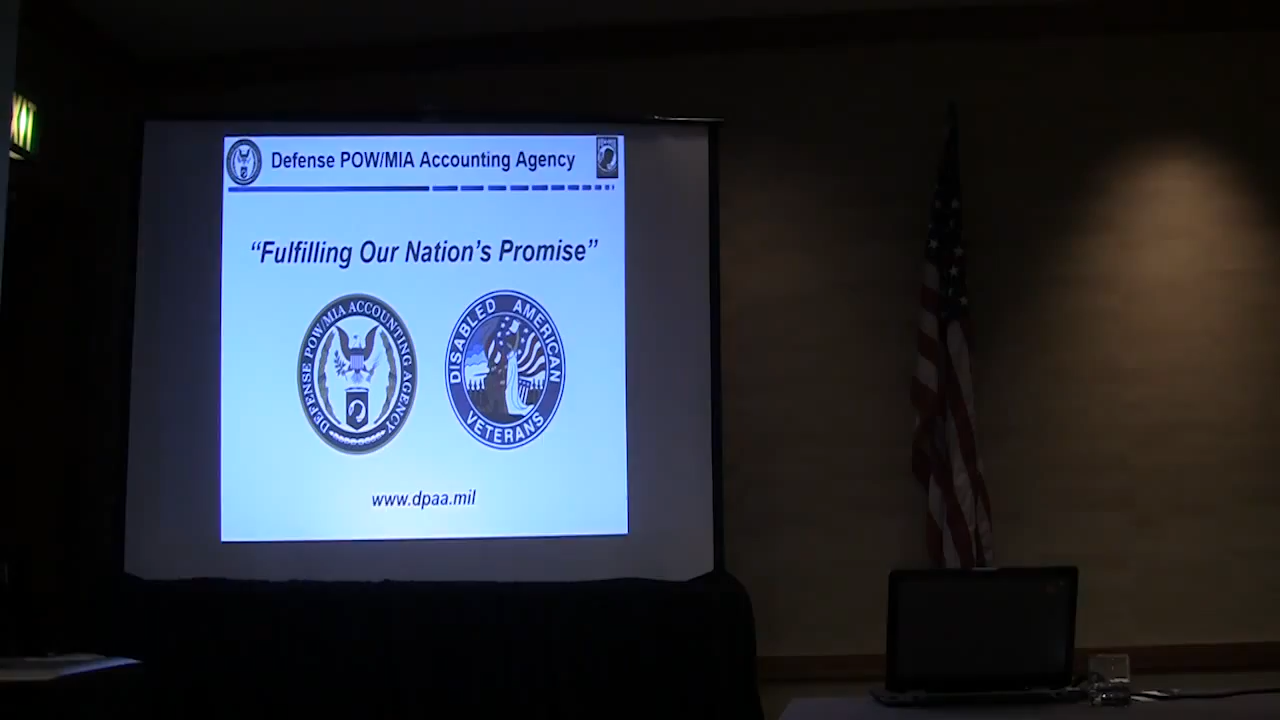 Defense POW/MIA Accounting Agency
“Fulfilling Our Nation’s Promise”
DEFENSE POW/MIA ACCOUNTING AGENCY
DISABLED AMERICAN
VETERANS
www.dpaa.mil